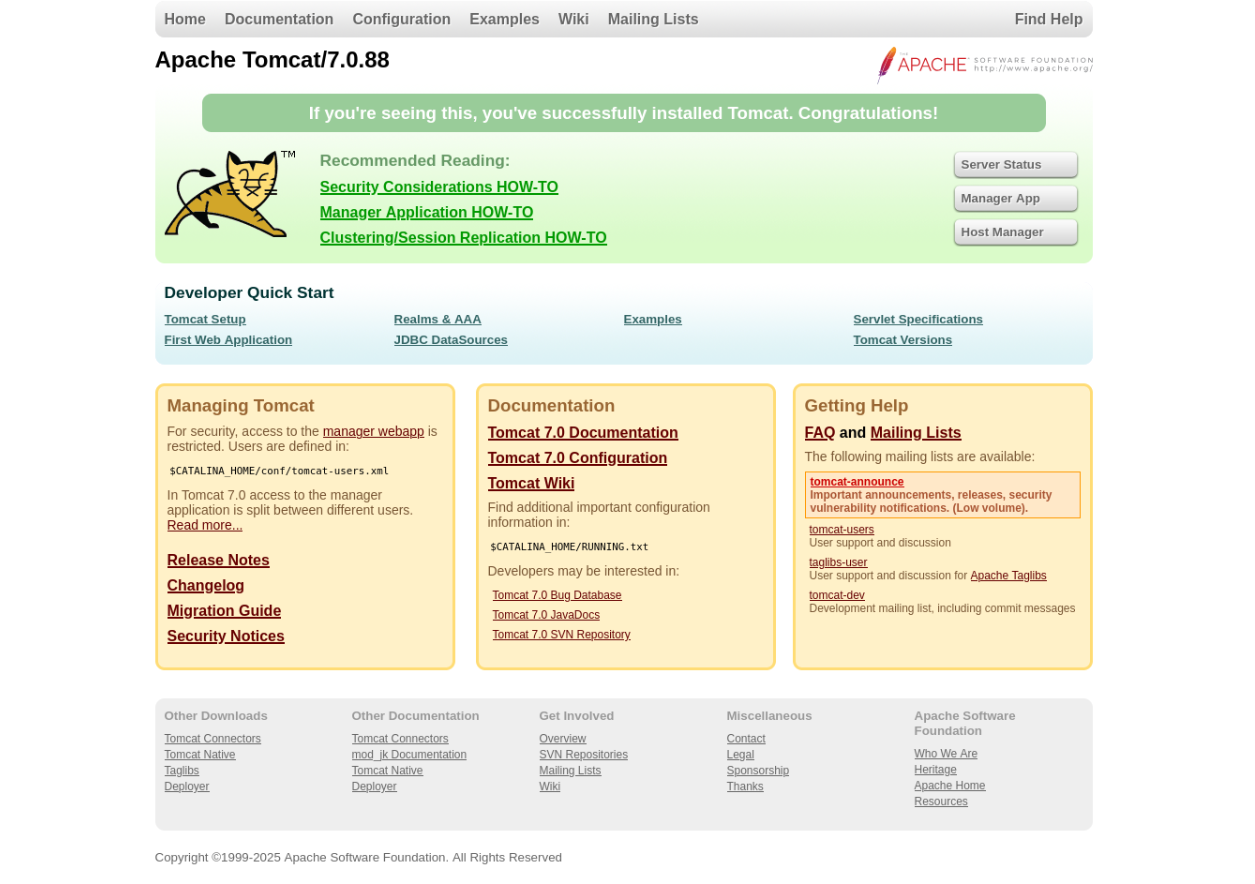 Home Documentation Configuration Examples Wiki Mailing Lists Find Help
Apache Tomcat/7.0.88
THE
APACHE SOFTWARE FOUNDATION
http://www.apache.org/
If you're seeing this, you've successfully installed Tomcat. Congratulations!
TM
Recommended Reading:
Security Considerations HOW-TO
Manager Application HOW-TO
Clustering/Session Replication HOW-TO
Server Status
Manager App
Host Manager
Developer Quick Start
Tomcat Setup
First Web Application
Realms & AAA
JDBC DataSources
Examples
Servlet Specifications
Tomcat Versions
Managing Tomcat
For security, access to the manager webapp is
restricted. Users are defined in:
$CATALINA_HOME/conf/tomcat-users.xml
In Tomcat 7.0 access to the manager
application is split between different users.
Read more...
Release Notes
Changelog
Migration Guide
Security Notices
Documentation
Tomcat 7.0 Documentation
Tomcat 7.0 Configuration
Tomcat Wiki
Find additional important configuration
information in:
$CATALINA_HOME/RUNNING.txt
Developers may be interested in:
Tomcat 7.0 Bug Database
Tomcat 7.0 JavaDocs
Tomcat 7.0 SVN Repository
Getting Help
FAQ and Mailing Lists
The following mailing lists are available:
tomcat-announce
Important announcements, releases, security
vulnerability notifications. (Low volume).
tomcat-users
User support and discussion
taglibs-user
User support and discussion for Apache Taglibs
tomcat-dev
Development mailing list, including commit messages
Other Downloads
Tomcat Connectors
Tomcat Native
Taglibs
Deployer
Other Documentation
Tomcat Connectors
mod_jk Documentation
Tomcat Native
Deployer
Get Involved
Overview
SVN Repositories
Mailing Lists
Wiki
Miscellaneous
Contact
Legal
Sponsorship
Thanks
Apache Software
Foundation
Who We Are
Heritage
Apache Home
Resources
Copyright ©1999-2025 Apache Software Foundation. All Rights Reserved